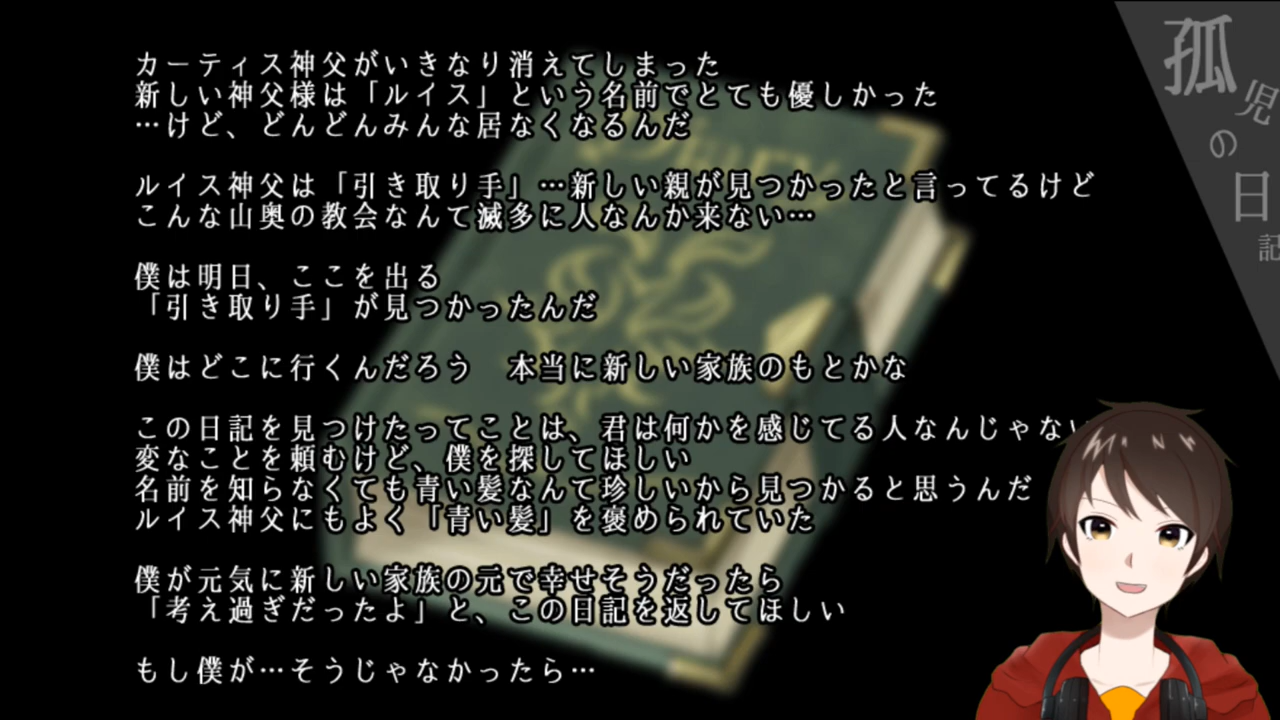 カーティス神父がいきなり消えてしまった
新しい神父様は「ルイス」という名前でとても優しかった
…けど、どんどんみんな居なくなるんだ
ルイス神父は「引き取り手」…新しい親が見つかったと言ってるけど
こんな山奥の教会なんて滅多に人なんか来ない…
僕は明日、ここを出る
「引き取り手」が見つかったんだ
僕はどこに行くんだろう　本当に新しい家族のもとかな
この日記を見つけたってことは、君は何かを感じてる人なんじゃない
変なことを頼むけど、僕を探してほしい
名前を知らなくても青い髪なんて珍しいから見つかると思うんだ
ルイス神父にもよく「青い髪」を褒められていた
僕が元気に新しい家族の元で幸せそうだったら
「考え過ぎだったよ」と、この日記を返してほしい
もし僕が…そうじゃなかったら…
孤児の日記